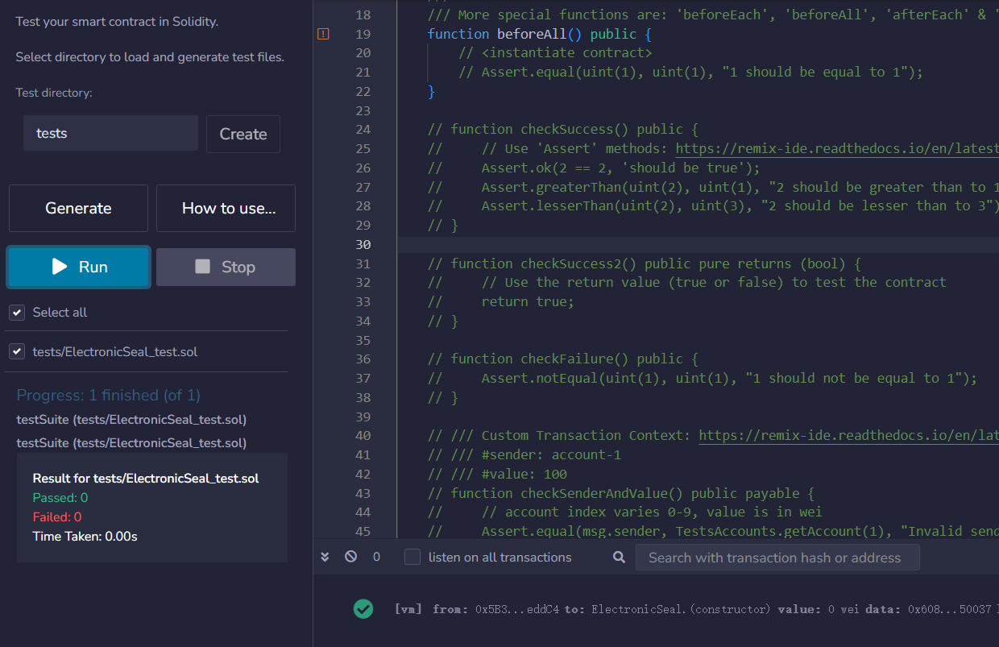 Test your smart contract in Solidity.
Select directory to load and generate test files.
Test directory:
tests
Create
Generate
How to use...
Run
Stop
Select all
tests/ElectronicSeal_test.sol
Progress: 1 finished (of 1)
testSuite (tests/ElectronicSeal_test.sol)
testSuite (tests/ElectronicSeal_test.sol)
Result for tests/ElectronicSeal_test.sol
Passed: 0
Failed: 0
Time Taken: 0.00s
18 /// More special functions are: 'beforeEach', 'beforeAll', 'afterEach' & '
19 function beforeAll() public {
20 // <instantiate contract>
21 // Assert.equal(uint(1), uint(1), "1 should be equal to 1");
22 }
23
24 // function checkSuccess() public {
25 // // Use 'Assert' methods: https://remix-ide.readthedocs.io/en/latest
26 // Assert.ok(2 == 2, 'should be true');
27 // Assert.greaterThan(uint(2), uint(1), "2 should be greater than to 1
28 // Assert.lesserThan(uint(2), uint(3), "2 should be lesser than to 3")
29 // }
30
31 // function checkSuccess2() public pure returns (bool) {
32 // // Use the return value (true or false) to test the contract
33 // return true;
34 // }
35
36 // function checkFailure() public {
37 // Assert.notEqual(uint(1), uint(1), "1 should not be equal to 1");
38 // }
39
40 // /// Custom Transaction Context: https://remix-ide.readthedocs.io/en/lat
41 // /// #sender: account-1
42 // /// #value: 100
43 // function checkSenderAndValue() public payable {
44 // // account index varies 0-9, value is in wei
45 // Assert.equal(msg.sender, TestsAccounts.getAccount(1), "Invalid send
0 listen on all transactions Search with transaction hash or address
[vm] from: 0x5B3...eddC4 to: ElectronicSeal.(constructor) value: 0 wei data: 0x608...50037